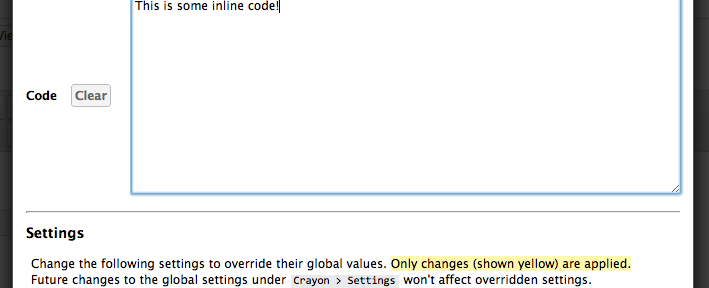 This is some inline code!
Code Clear
Settings
Change the following settings to override their global values. Only changes (shown yellow) are applied.
Future changes to the global settings under Crayon > Settings won't affect overridden settings.